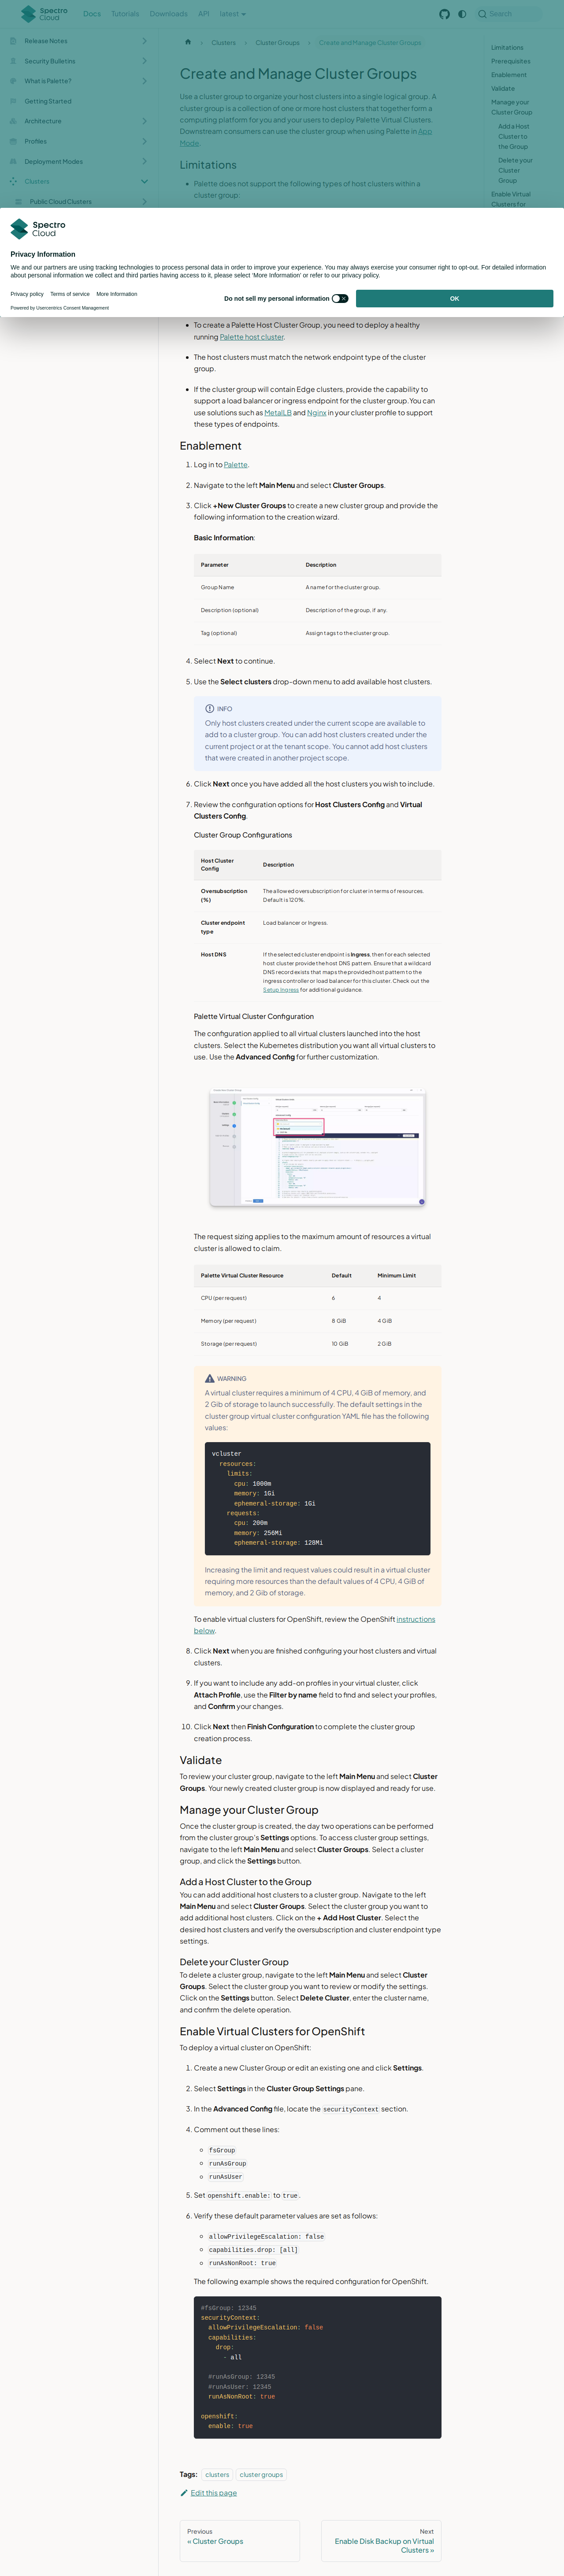 Spectro Cloud
Docs
Tutorials
Downloads
API
latest
Search
Release Notes
Security Bulletins
What is Palette?
Getting Started
Architecture
Profiles
Deployment Modes
Clusters
Public Cloud Clusters
Clusters
Cluster Groups
Create and Manage Cluster Groups
Create and Manage Cluster Groups
Use a cluster group to organize your host clusters into a single logical group. A
cluster group is a collection of one or more host clusters that together form a
computing platform for you and your users to deploy Palette Virtual Clusters.
Downstream consumers can use the cluster group when using Palette in App
Mode.
Limitations
Palette does not support the following types of host clusters within a
cluster group:
Limitations
Prerequisites
Enablement
Validate
Manage your
Cluster Group
Add a Host
Cluster to
the Group
Delete your
Cluster
Group
Enable Virtual
Clusters for
Spectro Cloud
Privacy Information
We and our partners are using tracking technologies to process personal data in order to improve your experience. You may always exercise your consumer right to opt-out. For detailed information
about personal information we collect and third parties having access to it, please select 'More Information' or refer to our privacy policy.
Privacy policy
Terms of service
More Information
Powered by Usercentrics Consent Management
Do not sell my personal information
OK
To create a Palette Host Cluster Group, you need to deploy a healthy
running Palette host cluster.
The host clusters must match the network endpoint type of the cluster
group.
If the cluster group will contain Edge clusters, provide the capability to
support a load balancer or ingress endpoint for the cluster group.You can
use solutions such as MetalLB and Nginx in your cluster profile to support
these types of endpoints.
Enablement
1. Log in to Palette.
2. Navigate to the left Main Menu and select Cluster Groups.
3. Click +New Cluster Groups to create a new cluster group and provide the
following information to the creation wizard.
Basic Information:
Parameter Description
Group Name A name for the cluster group.
Description (optional) Description of the group, if any.
Tag (optional) Assign tags to the cluster group.
4. Select Next to continue.
5. Use the Select clusters drop-down menu to add available host clusters.
INFO
Only host clusters created under the current scope are available to
add to a cluster group. You can add host clusters created under the
current project or at the tenant scope. You cannot add host clusters
that were created in another project scope.
6. Click Next once you have added all the host clusters you wish to include.
7. Review the configuration options for Host Clusters Config and Virtual
Clusters Config.
Cluster Group Configurations
Host Cluster Config Description
Oversubscription (%) The allowed oversubscription for cluster in terms of resources.
Default is 120%.
Cluster endpoint type Load balancer or Ingress.
Host DNS If the selected cluster endpoint is Ingress, then for each selected
host cluster provide the host DNS pattern. Ensure that a wildcard
DNS record exists that maps the provided host pattern to the
ingress controller or load balancer for this cluster. Check out the
Setup Ingress for additional guidance.
Palette Virtual Cluster Configuration
The configuration applied to all virtual clusters launched into the host
clusters. Select the Kubernetes distribution you want all virtual clusters to
use. Use the Advanced Config for further customization.
The request sizing applies to the maximum amount of resources a virtual
cluster is allowed to claim.
Palette Virtual Cluster Resource Default Minimum Limit
CPU (per request) 6 4
Memory (per request) 8 GiB 4 GiB
Storage (per request) 10 GiB 2 GiB
WARNING
A virtual cluster requires a minimum of 4 CPU, 4 GiB of memory, and
2 Gib of storage to launch successfully. The default settings in the
cluster group virtual cluster configuration YAML file has the following
values:
vcluster
resources:
limits:
cpu: 1000m
memory: 1Gi
ephemeral-storage: 1Gi
requests:
cpu: 200m
memory: 256Mi
ephemeral-storage: 128Mi
Increasing the limit and request values could result in a virtual cluster
requiring more resources than the default values of 4 CPU, 4 GiB of
memory, and 2 Gib of storage.
To enable virtual clusters for OpenShift, review the OpenShift instructions
below.
8. Click Next when you are finished configuring your host clusters and virtual
clusters.
9. If you want to include any add-on profiles in your virtual cluster, click
Attach Profile, use the Filter by name field to find and select your profiles,
and Confirm your changes.
10. Click Next then Finish Configuration to complete the cluster group
creation process.
Validate
To review your cluster group, navigate to the left Main Menu and select Cluster
Groups. Your newly created cluster group is now displayed and ready for use.
Manage your Cluster Group
Once the cluster group is created, the day two operations can be performed
from the cluster group's Settings options. To access cluster group settings,
navigate to the left Main Menu and select Cluster Groups. Select a cluster
group, and click the Settings button.
Add a Host Cluster to the Group
You can add additional host clusters to a cluster group. Navigate to the left
Main Menu and select Cluster Groups. Select the cluster group you want to
add additional host clusters. Click on the + Add Host Cluster. Select the
desired host clusters and verify the oversubscription and cluster endpoint type
settings.
Delete your Cluster Group
To delete a cluster group, navigate to the left Main Menu and select Cluster
Groups. Select the cluster group you want to review or modify the settings.
Click on the Settings button. Select Delete Cluster, enter the cluster name,
and confirm the delete operation.
Enable Virtual Clusters for OpenShift
To deploy a virtual cluster on OpenShift:
1. Create a new Cluster Group or edit an existing one and click Settings.
2. Select Settings in the Cluster Group Settings pane.
3. In the Advanced Config file, locate the securityContext section.
4. Comment out these lines:
fsGroup
runAsGroup
runAsUser
5. Set openshift.enable: to true.
6. Verify these default parameter values are set as follows:
allowPrivilegeEscalation: false
capabilities.drop: [all]
runAsNonRoot: true
The following example shows the required configuration for OpenShift.
#fsGroup: 12345
securityContext:
allowPrivilegeEscalation: false
capabilities:
drop:
- all
#runAsGroup: 12345
#runAsUser: 12345
runAsNonRoot: true
openshift:
enable: true
Tags: clusters cluster groups
Edit this page
Previous
« Cluster Groups
Next
Enable Disk Backup on Virtual
Clusters »